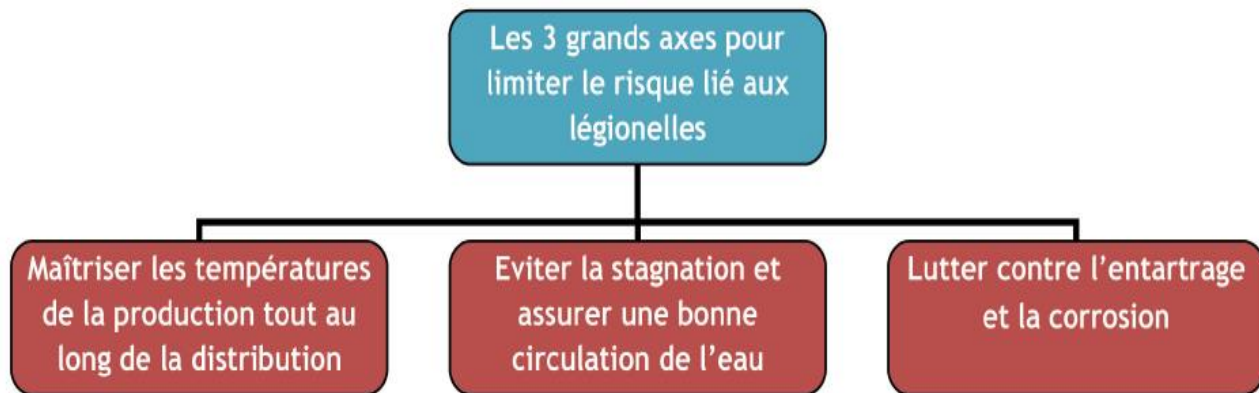 Les 3 grands axes pour
limiter le risque lié aux
légionelles
Maîtriser les températures
de la production tout au
long de la distribution
Eviter la stagnation et
assurer une bonne
circulation de l’eau
Lutter contre l’entartrage
et la corrosion